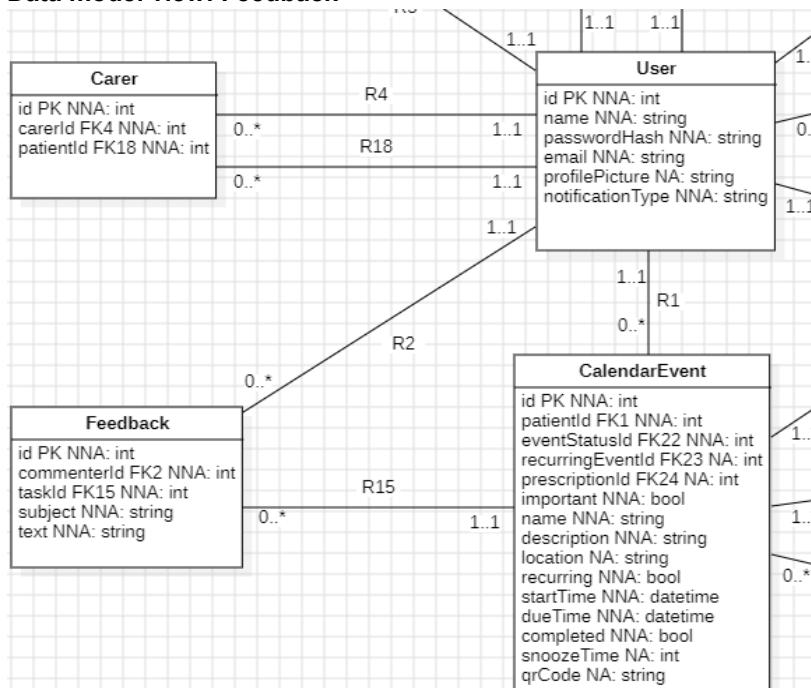 Data Model View: Feedback
R3
1..1
1..1
1..1
1..
Carer
id PK NNA: int
carerId FK4 NNA: int
patientId FK18 NNA: int
R4
0..*
1..1
R18
0..*
1..1
User
id PK NNA: int
name NNA: string
passwordHash NNA: string
email NNA: string
profilePicture NA: string
notificationType NNA: string
0..
1..1
1..1
R2
0..*
1..1
R1
0..*
Feedback
id PK NNA: int
commenterId FK2 NNA: int
taskId FK15 NNA: int
subject NNA: string
text NNA: string
R15
0..*
1..1
CalendarEvent
id PK NNA: int
patientId FK1 NNA: int
eventStatusId FK22 NNA: int
recurringEventId FK23 NA: int
prescriptionId FK24 NA: int
important NNA: bool
name NNA: string
description NNA: string
location NA: string
recurring NNA: bool
startTime NNA: datetime
dueTime NNA: datetime
completed NNA: bool
snoozeTime NA: int
qrCode NA: string
1..
1..
0..*